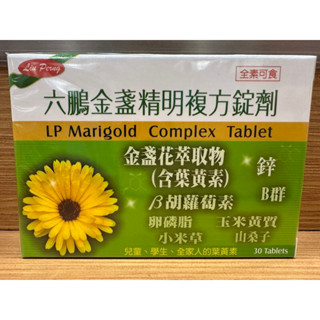 Liu Perng
全素可食
六鵬金盞精明複方錠劑
LP Marigold Complex Tablet
金盞花萃取物
(含葉黃素)
鋅
β胡蘿蔔素
B群
卵磷脂 玉米黃質
小米草 山桑子
兒童、學生、全家人的葉黃素
30 Tablets